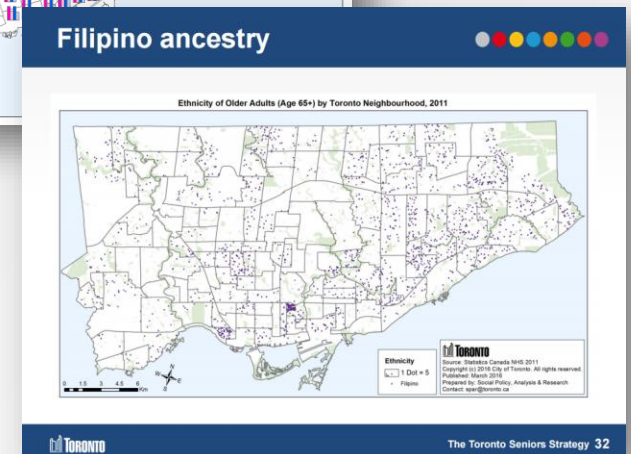 Filipino ancestry
Ethnicity of Older Adults (Age 65+) by Toronto Neighbourhood, 2011
N
W
E
S
0 1.5 3 4.5 6
Km
Ethnicity
1 Dot = 5
Filipino
TORONTO
Source: Statistics Canada NHS 2011
Copyright (c) 2016 City of Toronto. All rights reserved.
Published: March 2016
Prepared by: Social Policy, Analysis & Research
Contact: spar@toronto.ca
TORONTO
The Toronto Seniors Strategy 32